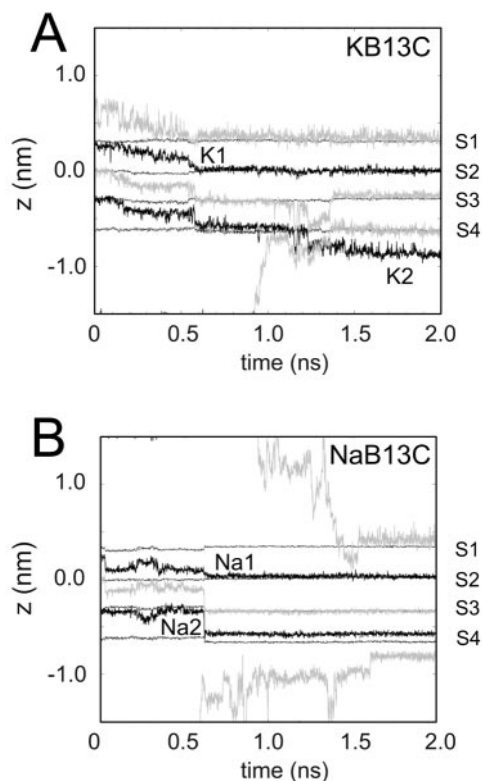 A
KB13C
1.0
0.0
-1.0
z (nm)
K1
K2
S1
S2
S3
S4
0 0.5 1.0 1.5 2.0
time (ns)
B
NaB13C
1.0
0.0
-1.0
z (nm)
Na1
Na2
S1
S2
S3
S4
0 0.5 1.0 1.5 2.0
time (ns)